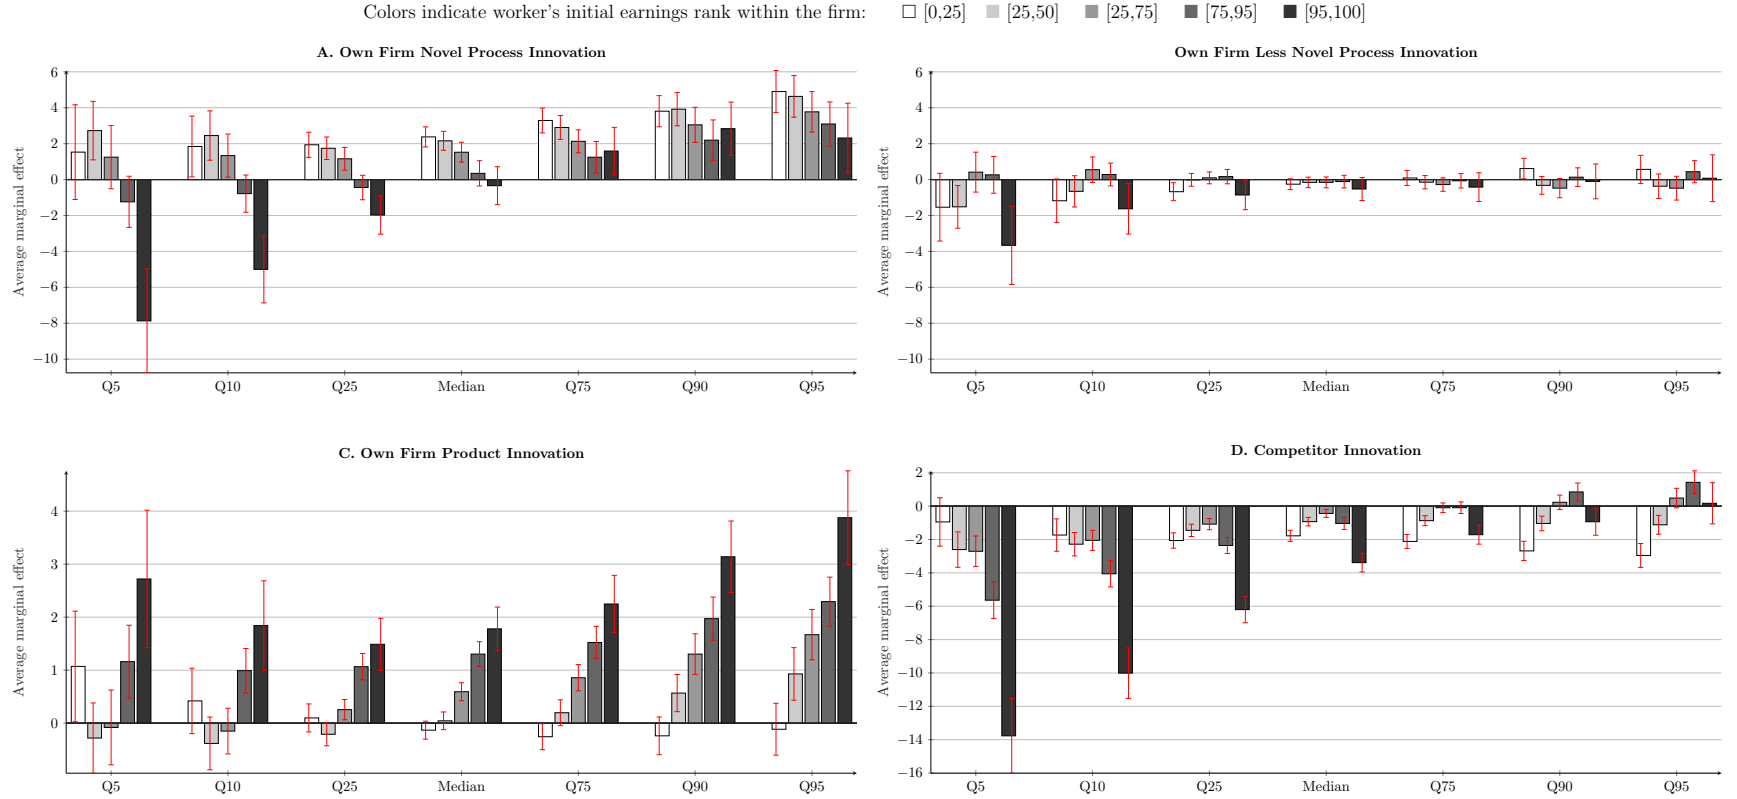 Colors indicate worker's initial earnings rank within the firm: [0,25] [25,50] [25,75] [75,95] [95,100]
A. Own Firm Novel Process Innovation
Average marginal effect
6
4
2
0
−2
−4
−6
−8
−10
Q5 Q10 Q25 Median Q75 Q90 Q95
Own Firm Less Novel Process Innovation
Average marginal effect
6
4
2
0
−2
−4
−6
−8
−10
Q5 Q10 Q25 Median Q75 Q90 Q95
C. Own Firm Product Innovation
Average marginal effect
4
3
2
1
0
Q5 Q10 Q25 Median Q75 Q90 Q95
D. Competitor Innovation
Average marginal effect
2
0
−2
−4
−6
−8
−10
−12
−14
−16
Q5 Q10 Q25 Median Q75 Q90 Q95